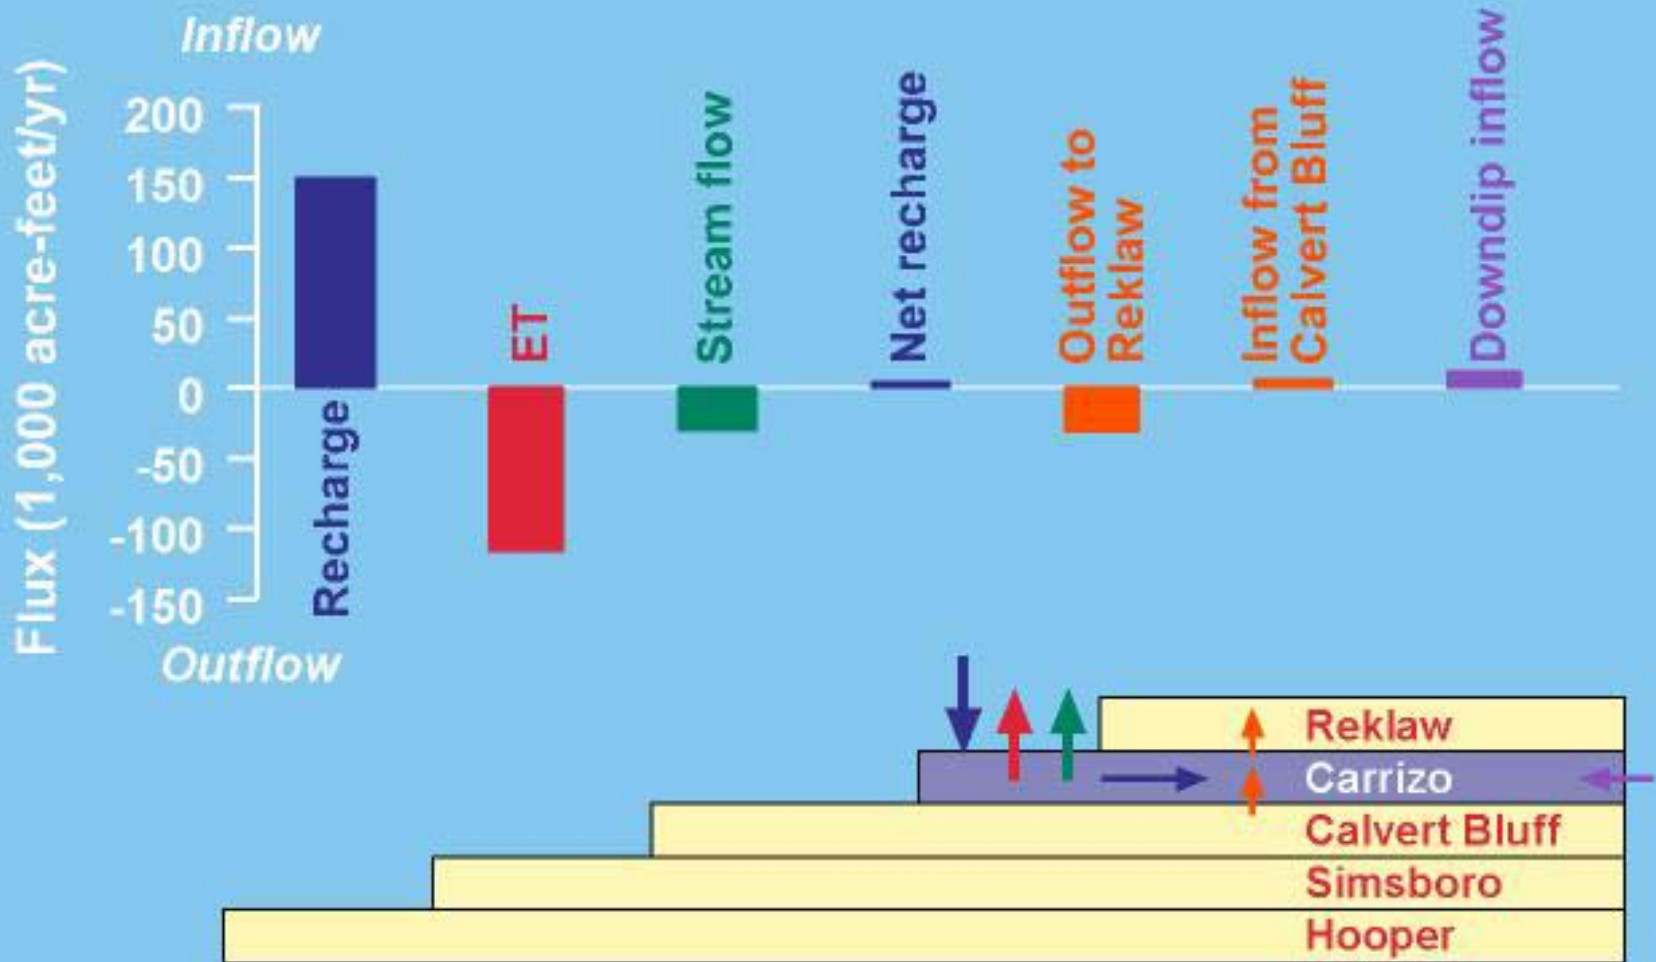 Inflow
Flux (1,000 acre-feet/yr)
200
150
100
50
0
-50
-100
-150
Outflow
Recharge
ET
Stream flow
Net recharge
Outflow to
Reklaw
Inflow from
Calvert Bluff
Downdip inflow
Reklaw
Carrizo
Calvert Bluff
Simsboro
Hooper